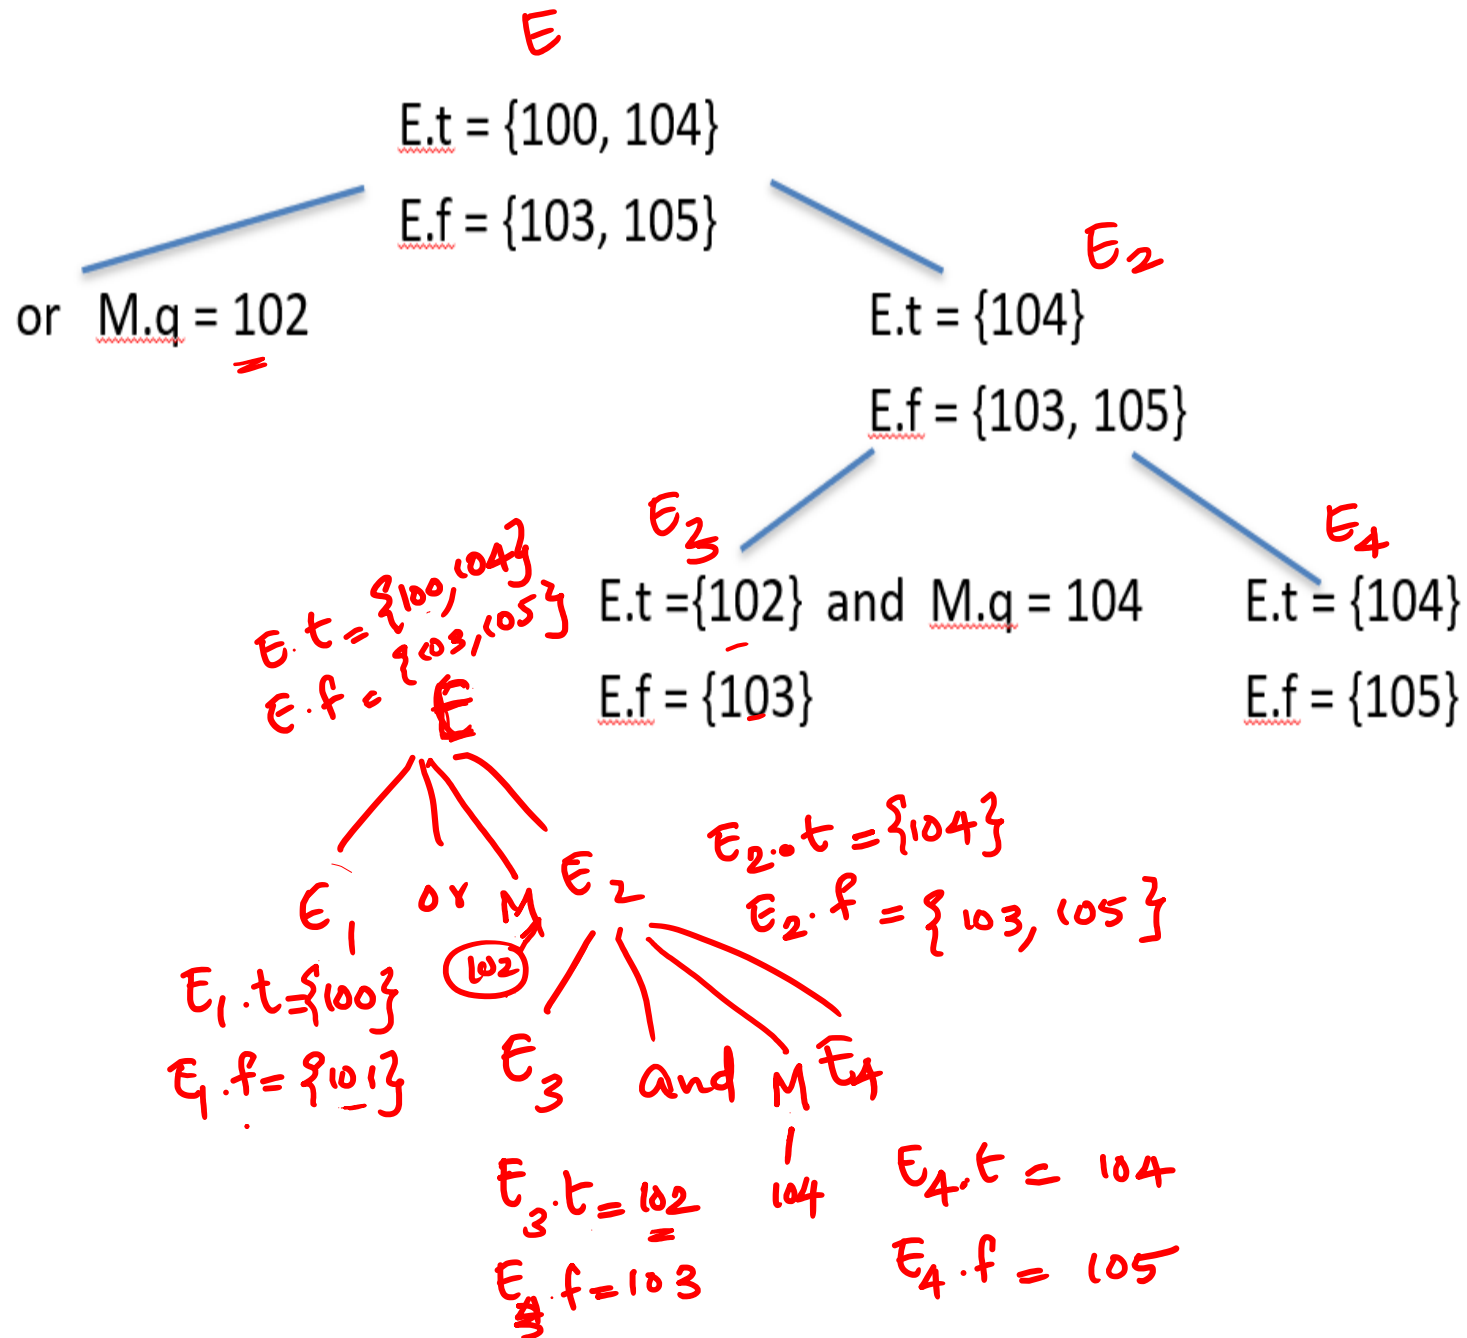 E
E.t = {100, 104}
E.f = {103, 105}
E2
or M.q = 102
E.t = {104}
E.f = {103, 105}
E3
E4
E.t ={102} and M.q = 104
E.t = {104}
E.f = {103}
E.f = {105}
E.t = {100, 104}
E.f = {103, 105}
E
E1 or M E2
102
E2.t = {104}
E2.f = {103, 105}
E1.t={100}
E1.f= {101}
E3 and M E4
104
E3.t= 102
E3.f=103
E4.t = 104
E4.f = 105